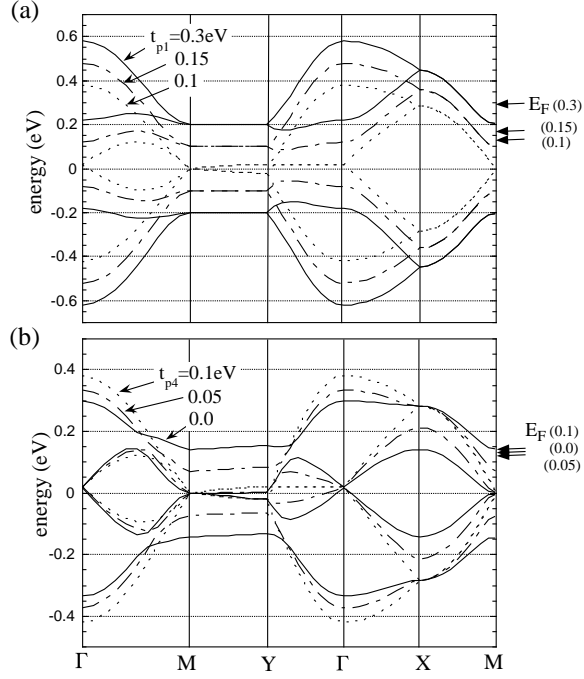 (a)
t_p1=0.3eV
0.15
0.1
0.6
0.4
0.2
0
-0.2
-0.4
-0.6
energy (eV)
E_F (0.3)
(0.15)
(0.1)
(b)
t_p4=0.1eV
0.05
0.0
0.4
0.2
0
-0.2
-0.4
energy (eV)
E_F (0.1)
(0.0)
(0.05)
Γ M Y Γ X M